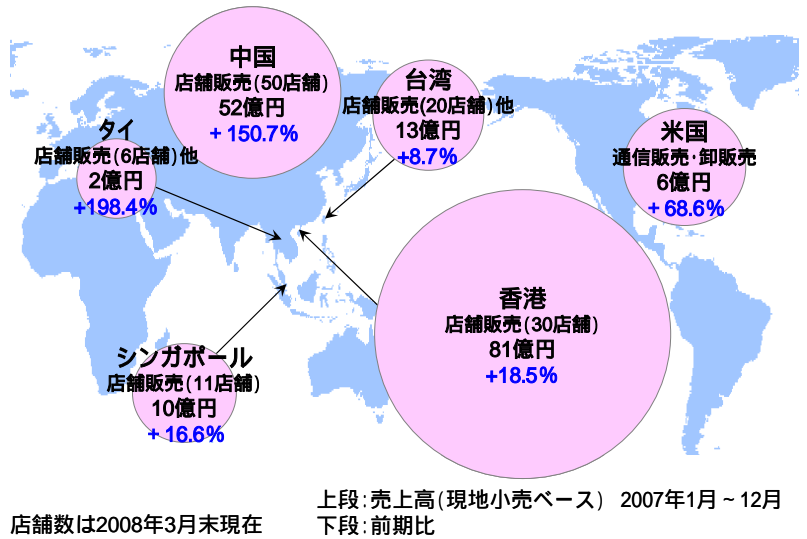 中国
店舗販売(50店舗)
52億円
+150.7%
台湾
店舗販売(20店舗)他
13億円
+8.7%
タイ
店舗販売(6店舗)他
2億円
+198.4%
米国
通信販売・卸販売
6億円
+68.6%
香港
店舗販売(30店舗)
81億円
+18.5%
シンガポール
店舗販売(11店舗)
10億円
+16.6%
上段:売上高(現地小売ベース) 2007年1月~12月
下段:前期比
店舗数は2008年3月末現在